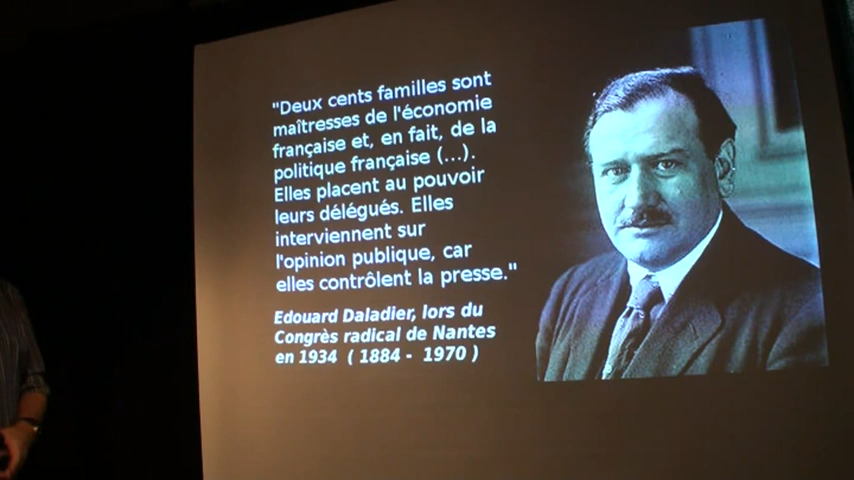 "Deux cents familles sont
maîtresses de l'économie
française et, en fait, de la
politique française (...).
Elles placent au pouvoir
leurs délégués. Elles
interviennent sur
l'opinion publique, car
elles contrôlent la presse."
Edouard Daladier, lors du
Congrès radical de Nantes
en 1934 ( 1884 - 1970 )